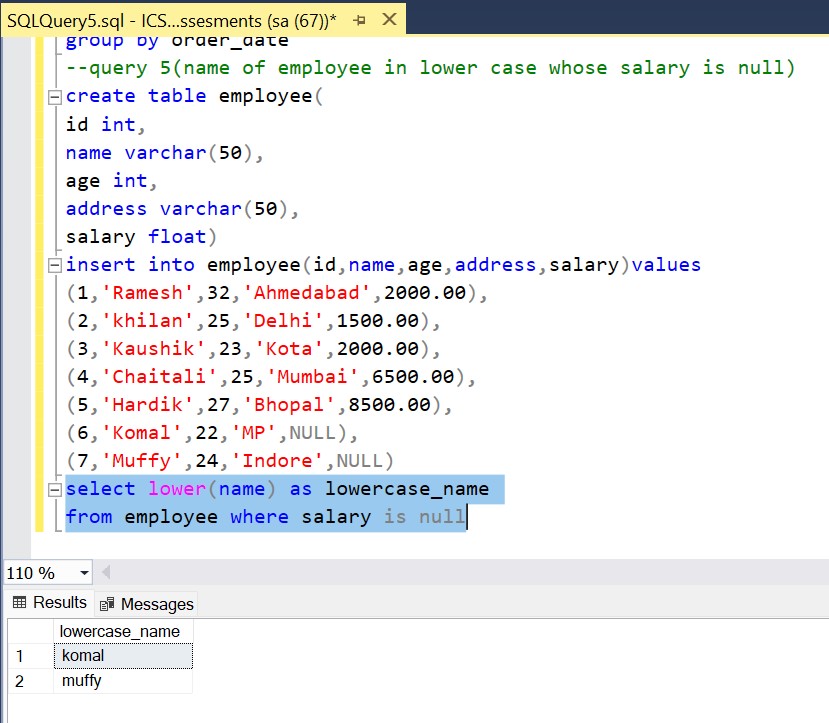 SQLQuery5.sql - ICS...ssesments (sa (67))*
group by order_date
--query 5(name of employee in lower case whose salary is null)
create table employee(
id int,
name varchar(50),
age int,
address varchar(50),
salary float)
insert into employee(id,name,age,address,salary)values
(1,'Ramesh',32,'Ahmedabad',2000.00),
(2,'khilan',25,'Delhi',1500.00),
(3,'Kaushik',23,'Kota',2000.00),
(4,'Chaitali',25,'Mumbai',6500.00),
(5,'Hardik',27,'Bhopal',8500.00),
(6,'Komal',22,'MP',NULL),
(7,'Muffy',24,'Indore',NULL)
select lower(name) as lowercase_name
from employee where salary is null
110 %
Results Messages
lowercase_name
1 komal
2 muffy